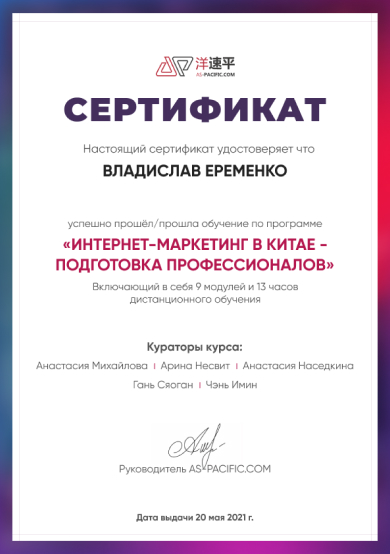 洋速平
AS-PACIFIC.COM
СЕРТИФИКАТ
Настоящий сертификат удостоверяет что
ВЛАДИСЛАВ ЕРЕМЕНКО
успешно прошёл/прошла обучение по программе
«ИНТЕРНЕТ-МАРКЕТИНГ В КИТАЕ -
ПОДГОТОВКА ПРОФЕССИОНАЛОВ»
Включающий в себя 9 модулей и 13 часов
дистанционного обучения
Кураторы курса:
Анастасия Михайлова | Арина Несвит | Анастасия Наседкина
Гань Сяоган | Чэнь Имин
Руководитель AS-PACIFIC.COM
Дата выдачи 20 мая 2021 г.